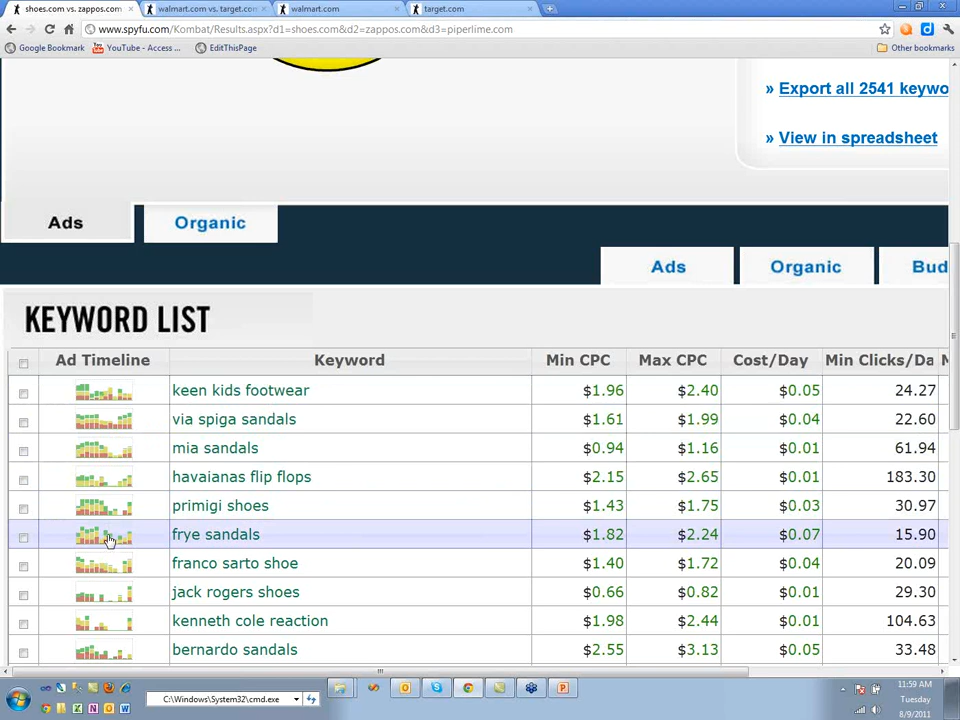 shoes.com vs. zappos.com
walmart.com vs. target.com
walmart.com
target.com
www.spyfu.com/Kombat/Results.aspx?d1=shoes.com&d2=zappos.com&d3=piperlime.com
Google Bookmark
YouTube - Access ...
EditThisPage
Other bookmarks
» Export all 2541 keywo
» View in spreadsheet
Ads Organic
Ads Organic Bud
KEYWORD LIST
Ad Timeline Keyword Min CPC Max CPC Cost/Day Min Clicks/Da M
keen kids footwear $1.96 $2.40 $0.05 24.27
via spiga sandals $1.61 $1.99 $0.04 22.60
mia sandals $0.94 $1.16 $0.01 61.94
havaianas flip flops $2.15 $2.65 $0.01 183.30
primigi shoes $1.43 $1.75 $0.03 30.97
frye sandals $1.82 $2.24 $0.07 15.90
franco sarto shoe $1.40 $1.72 $0.04 20.09
jack rogers shoes $0.66 $0.82 $0.01 29.30
kenneth cole reaction $1.98 $2.44 $0.01 104.63
bernardo sandals $2.55 $3.13 $0.05 33.48
C:\Windows\System32\cmd.exe
11:59 AM
Tuesday
8/9/2011